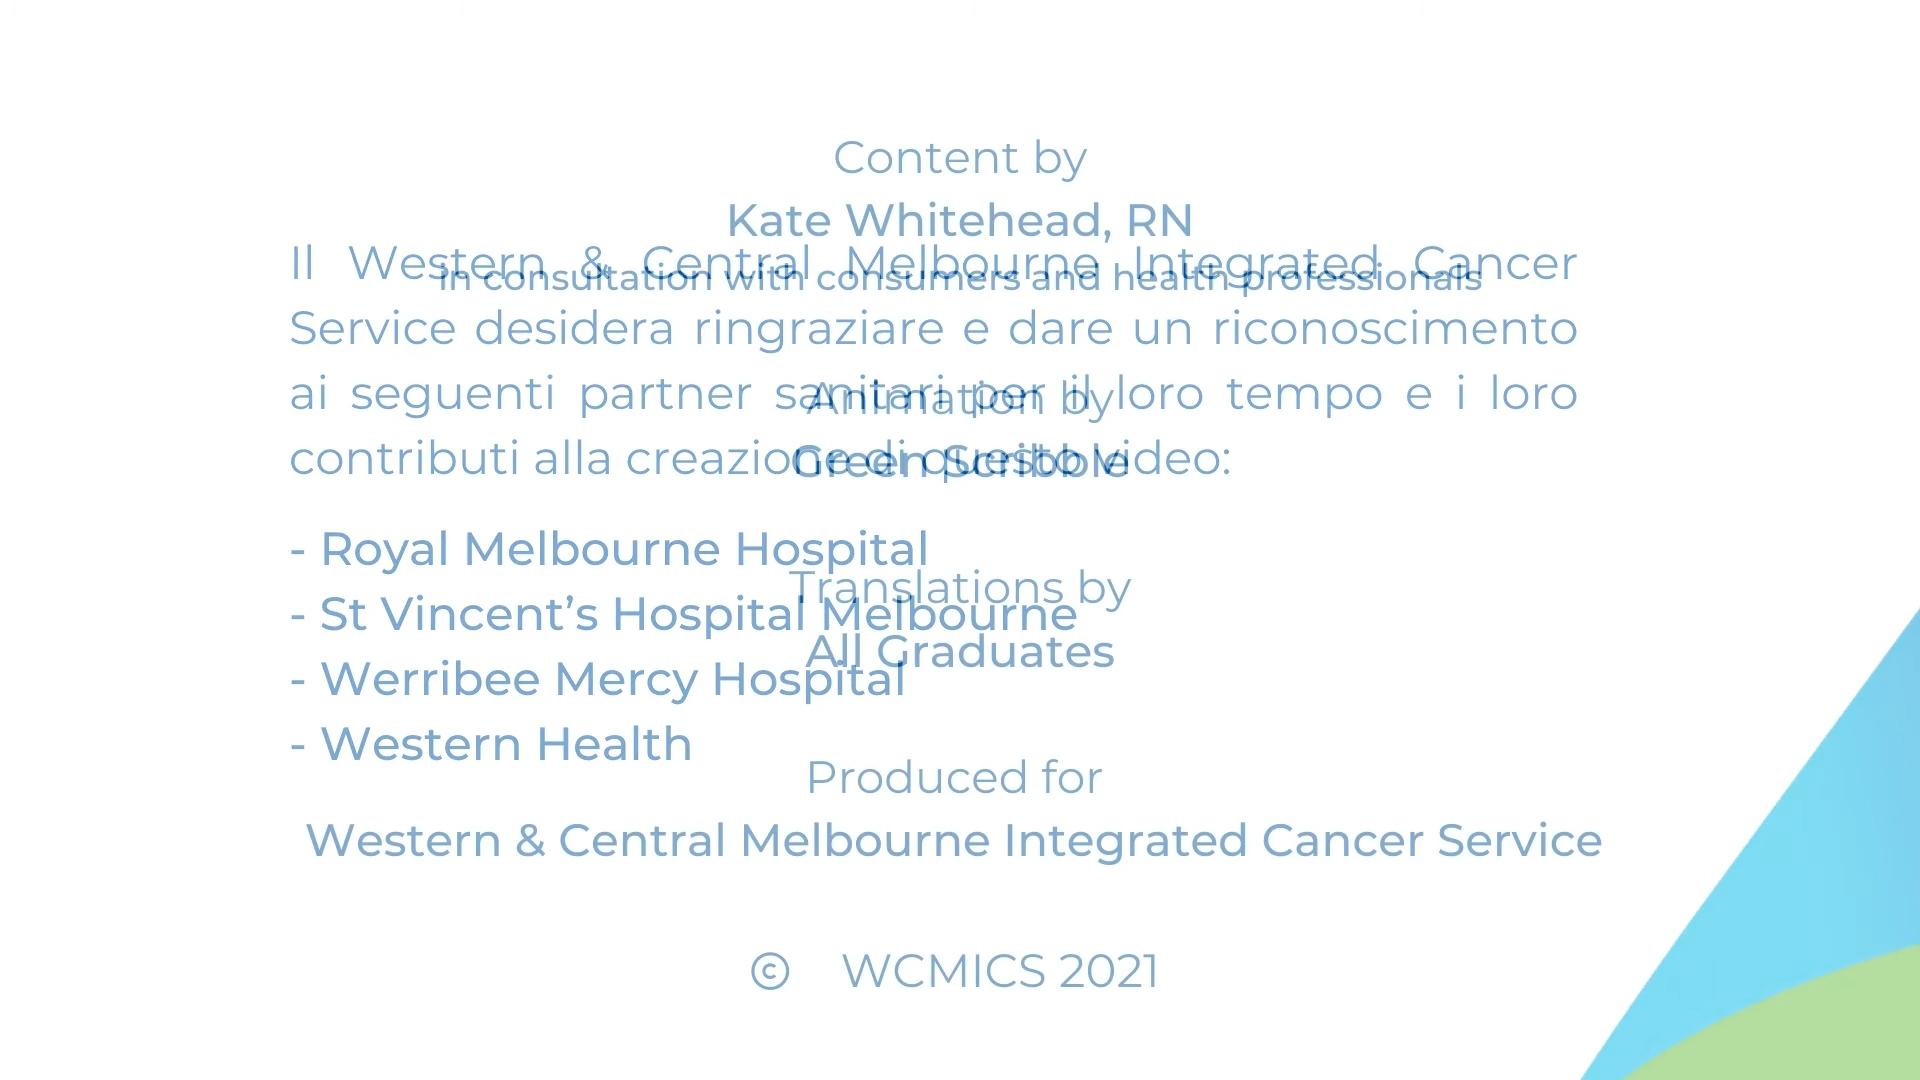 Content by
Kate Whitehead, RN
in consultation with consumers and health professionals
Animation by
Green Scribble
Translations by
All Graduates
Produced for
Western & Central Melbourne Integrated Cancer Service
© WCMICS 2021
Il Western & Central Melbourne Integrated Cancer
Service desidera ringraziare e dare un riconoscimento
ai seguenti partner sanitari per il loro tempo e i loro
contributi alla creazione di questo video:
- Royal Melbourne Hospital
- St Vincent’s Hospital Melbourne
- Werribee Mercy Hospital
- Western Health